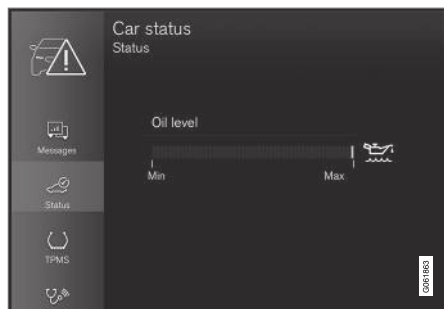 Car status
Status
Messages
Status
TPMS
Oil level
Min Max
G061863